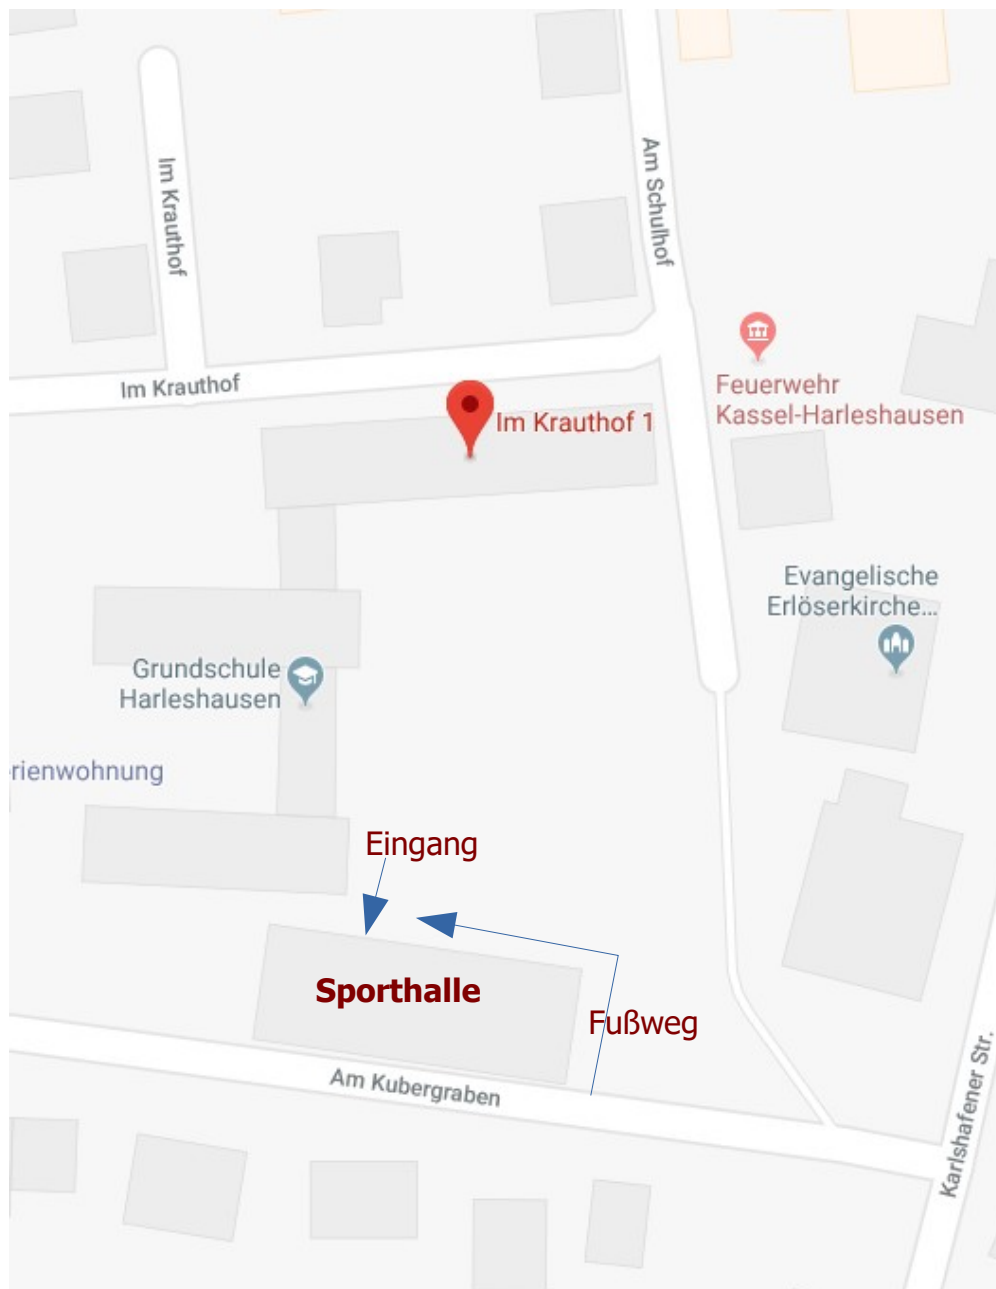 Im Krauthof
Am Schulhof
Im Krauthof
Feuerwehr
Kassel-Harleshausen
Im Krauthof 1
Evangelische
Erlöserkirche...
Grundschule
Harleshausen
rienwohnung
Eingang
Sporthalle
Fußweg
Am Kubergraben
Karlshafener Str.